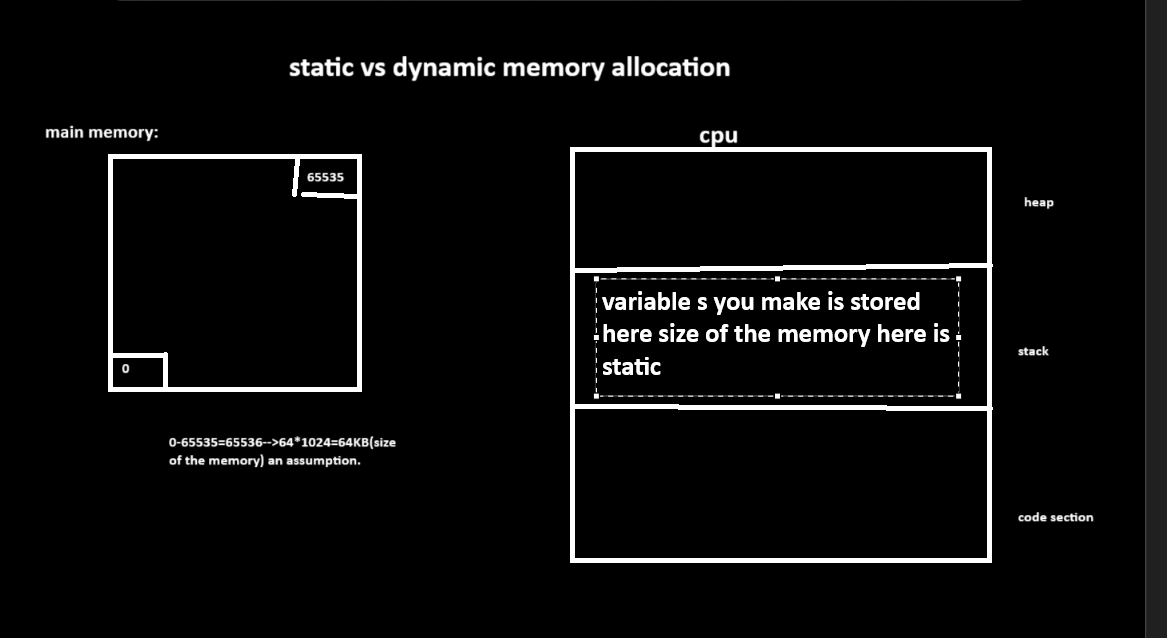 static vs dynamic memory allocation
main memory:
65535
0
0-65535=65536-->64*1024=64KB(size
of the memory) an assumption.
cpu
heap
variable s you make is stored
here size of the memory here is
static
stack
code section